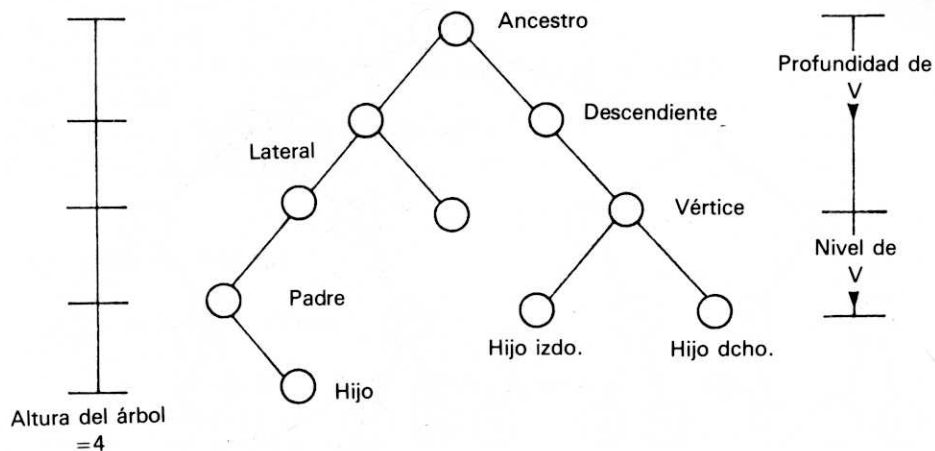 Ancestro
Profundidad de
V
Descendiente
Lateral
Vértice
Nivel de
V
Padre
Hijo izdo.
Hijo dcho.
Hijo
Altura del árbol
=4